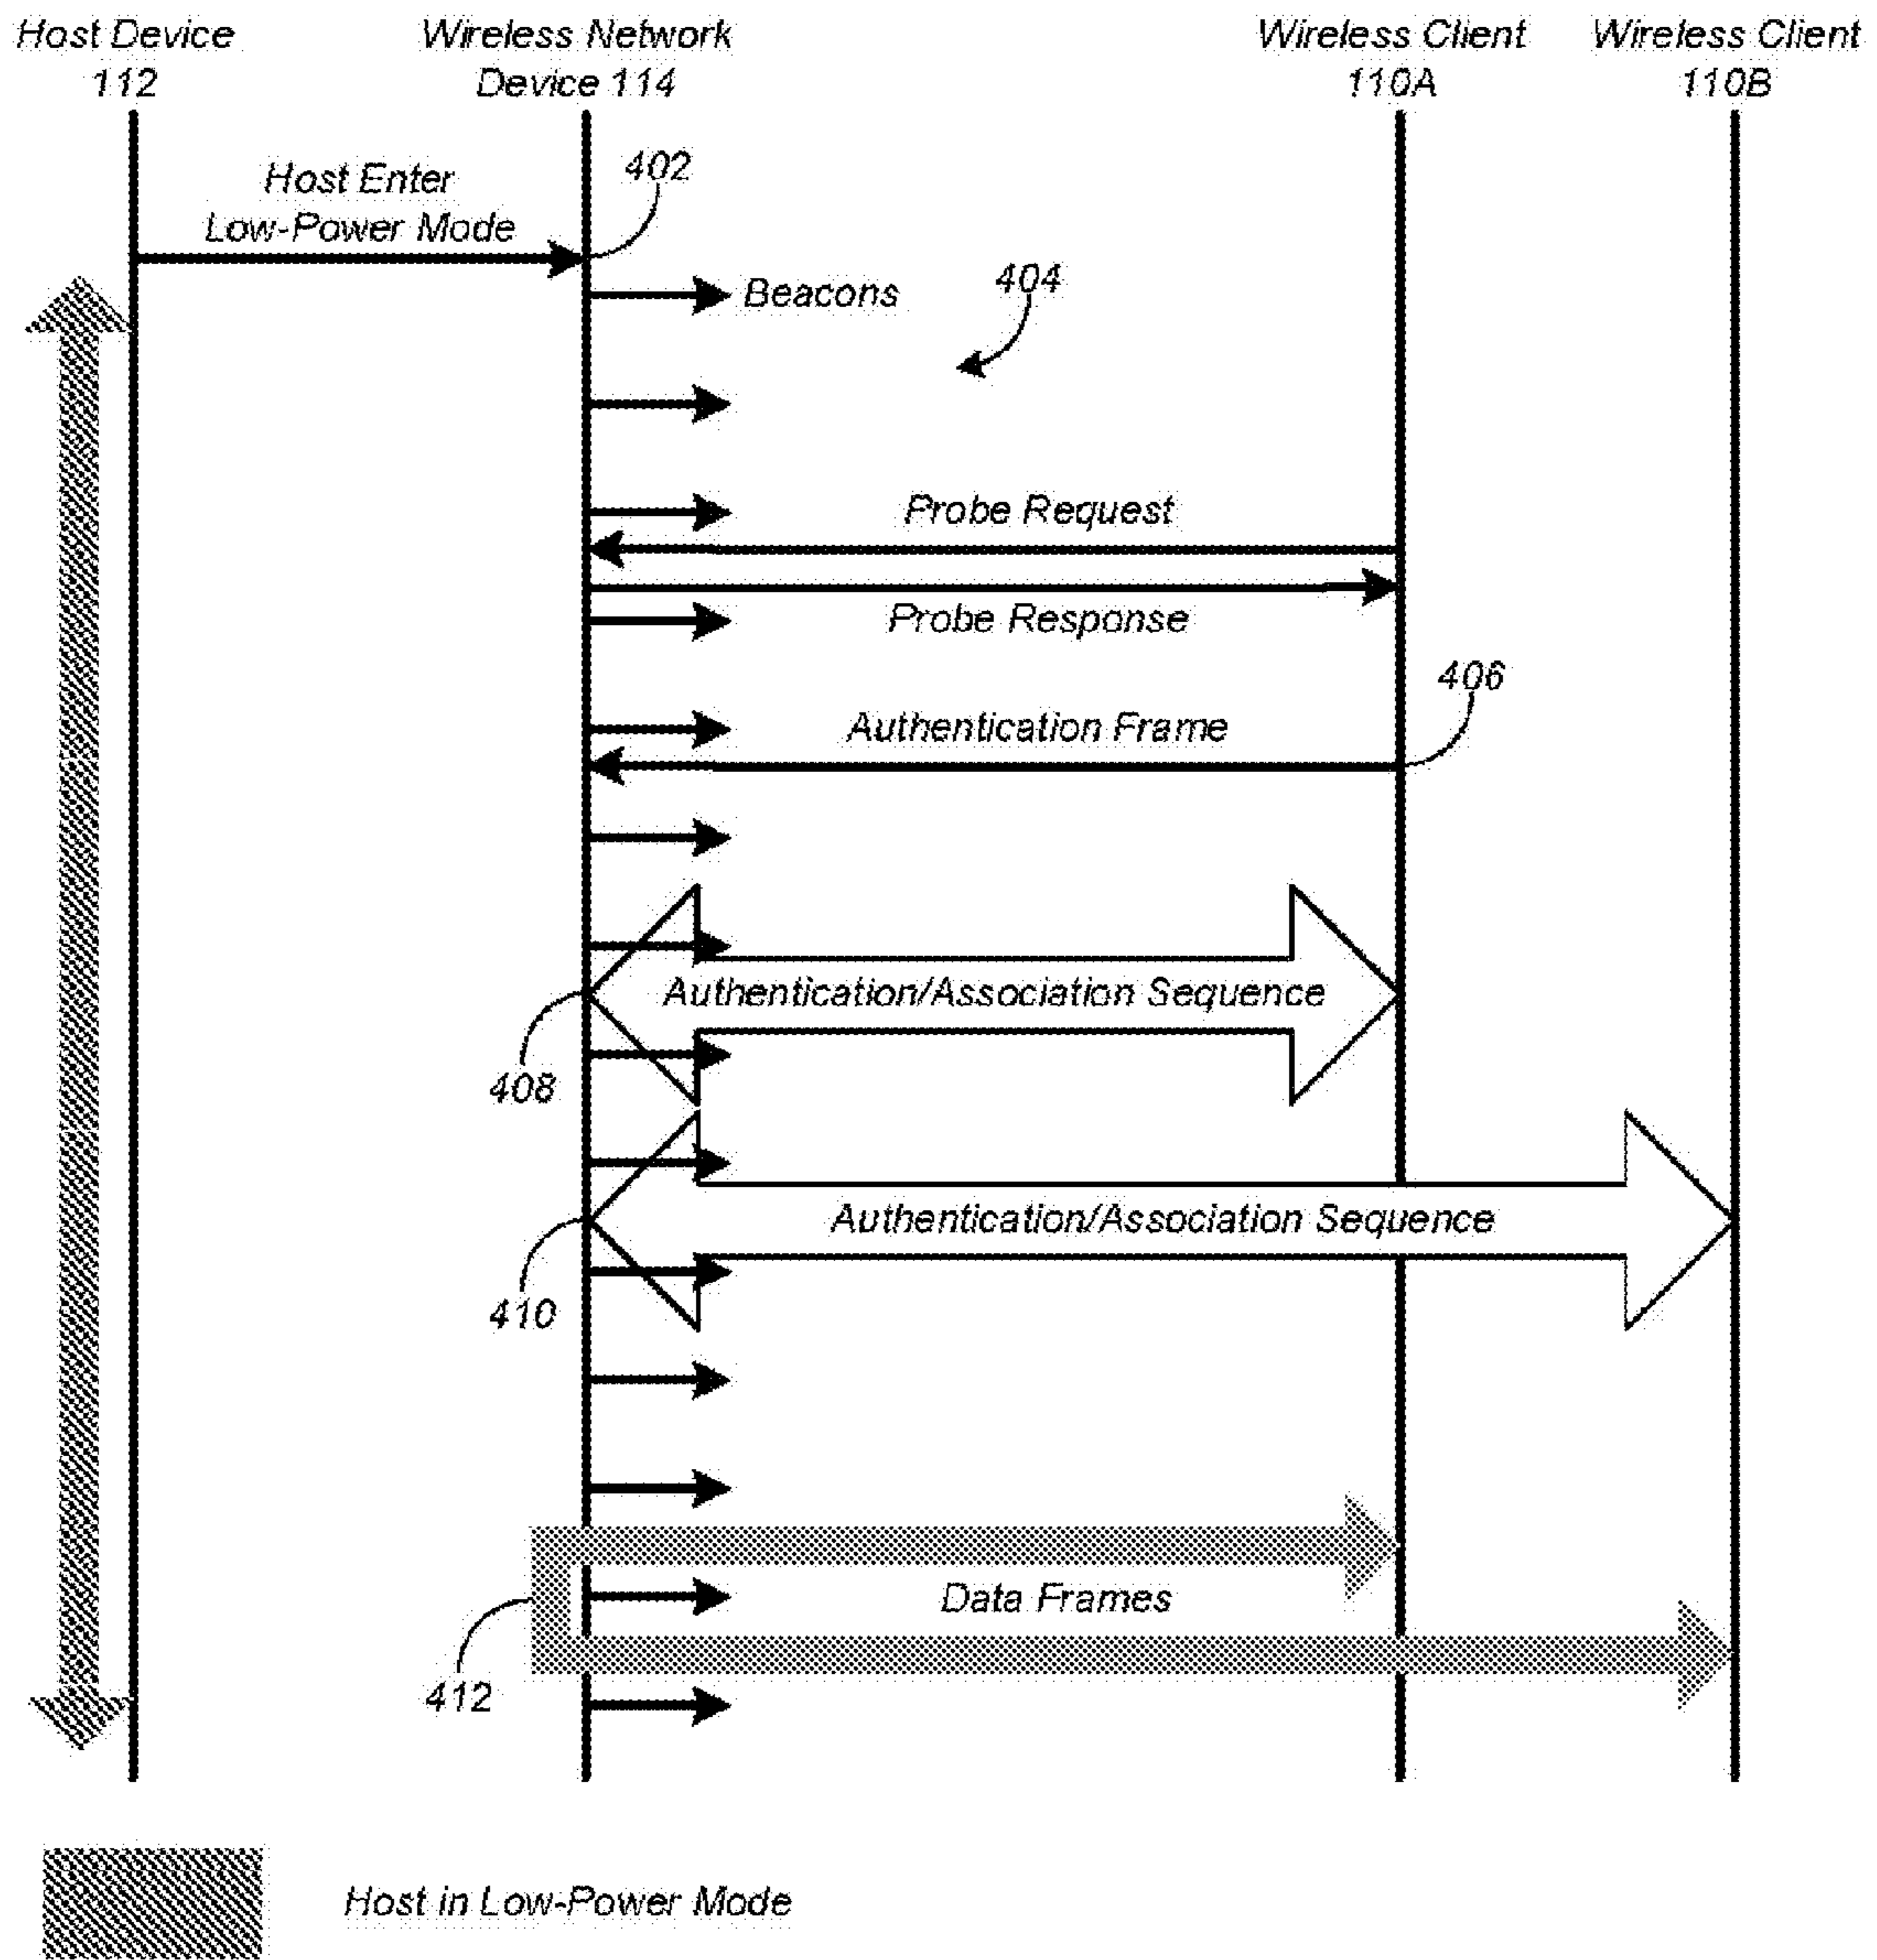 Host Device
112
Wireless Network
Device 114
Wireless Client
110A
Wireless Client
110B
Host Enter
Low-Power Mode
402
Beacons
404
Probe Request
Probe Response
406
Authentication Frame
Authentication/Association Sequence
408
Authentication/Association Sequence
410
Data Frames
412
Host in Low-Power Mode